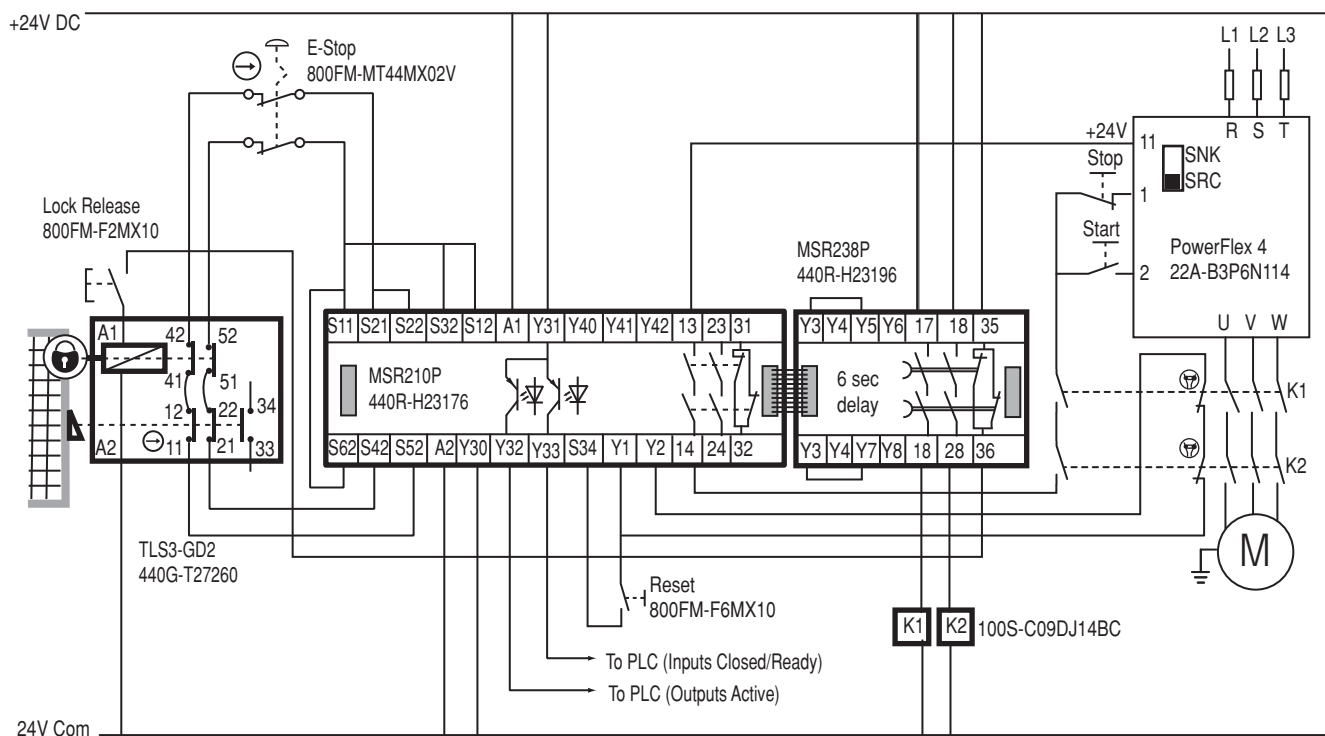 +24V DC
E-Stop
800FM-MT44MX02V
L1 L2 L3
+24V
11
R S T
SNK
SRC
Stop
1
Start
2
PowerFlex 4
22A-B3P6N114
U V W
Lock Release
800FM-F2MX10
MSR238P
440R-H23196
A1
42
52
41
51
12
22
34
A2
11
21
33
S11 S21 S22 S32 S12 A1 Y31 Y40 Y41 Y42 13 23 31
MSR210P
440R-H23176
S62 S42 S52 A2 Y30 Y32 Y33 S34 Y1 Y2 14 24 32
Y3 Y4 Y5 Y6 17 18 35
6 sec
delay
Y3 Y4 Y7 Y8 18 28 36
K1
K2
M
TLS3-GD2
440G-T27260
Reset
800FM-F6MX10
K1 K2 100S-C09DJ14BC
To PLC (Inputs Closed/Ready)
To PLC (Outputs Active)
24V Com